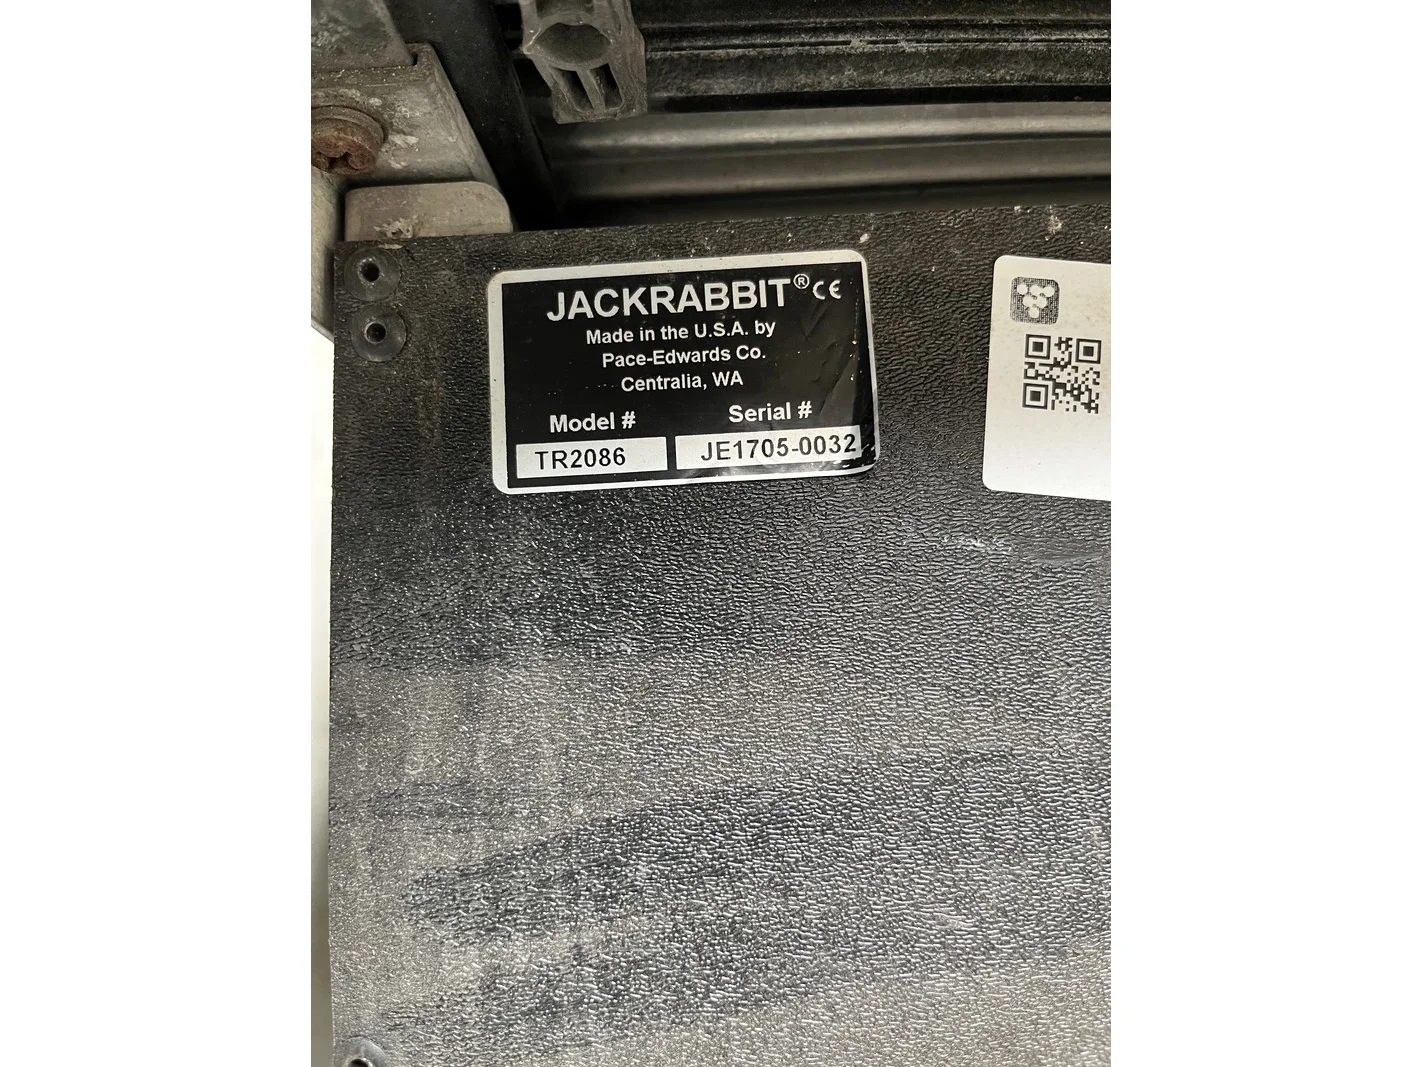 JACKRABBIT® CE
Made in the U.S.A. by
Pace-Edwards Co.
Centralia, WA
Model # Serial #
TR2086 JE1705-0032